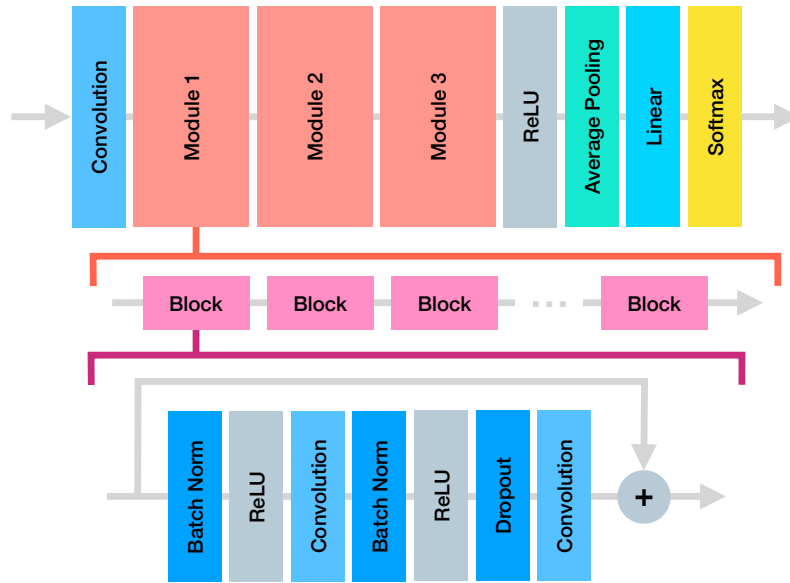 Convolution
Module 1
Module 2
Module 3
ReLU
Average Pooling
Linear
Softmax
Block
Block
Block
...
Block
Batch Norm
ReLU
Convolution
Batch Norm
ReLU
Dropout
Convolution
+